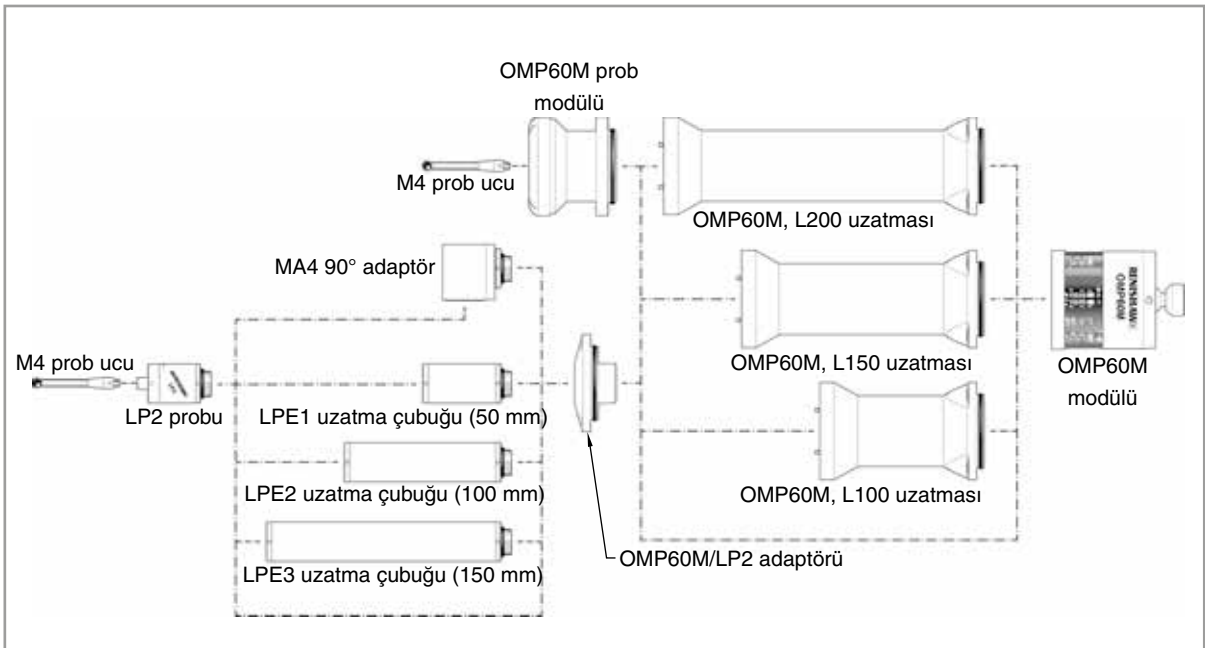 OMP60M prob
modülü
M4 prob ucu
OMP60M, L200 uzatması
MA4 90° adaptör
RENISHAW
OMP60M
OMP60M, L150 uzatması
OMP60M
modülü
M4 prob ucu
LP2 probu
LPE1 uzatma çubuğu (50 mm)
LPE2 uzatma çubuğu (100 mm)
OMP60M, L100 uzatması
OMP60M/LP2 adaptörü
LPE3 uzatma çubuğu (150 mm)